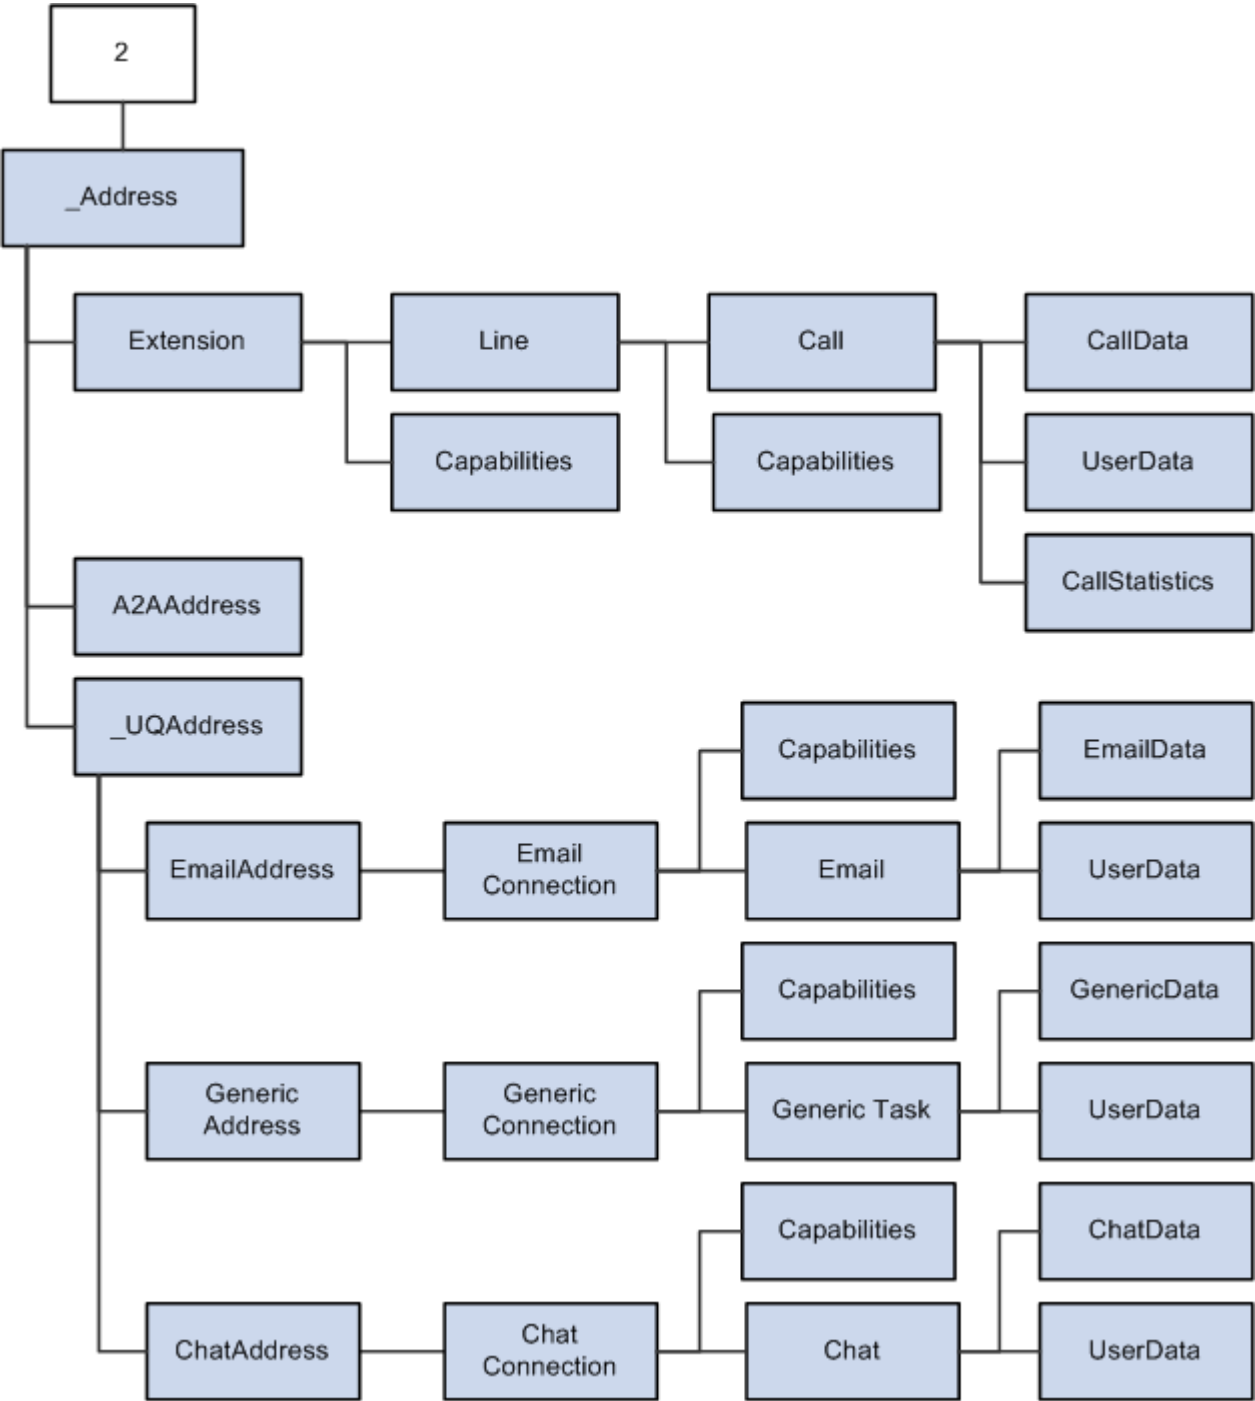 2
_Address
Extension
Line
Call
CallData
Capabilities
Capabilities
UserData
CallStatistics
A2AAddress
_UQAddress
Capabilities
EmailData
EmailAddress
Email
Connection
Email
UserData
Capabilities
GenericData
Generic
Address
Generic
Connection
Generic Task
UserData
Capabilities
ChatData
ChatAddress
Chat
Connection
Chat
UserData